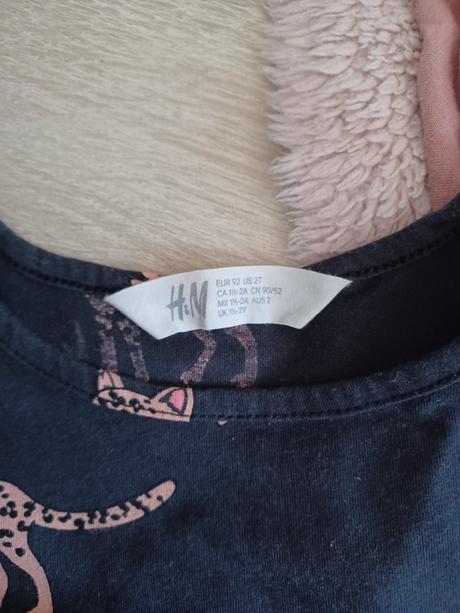 H&M
EUR 92 US 2T
CA 1½-2A CN 90/52
MX 1½-2A AUS 2
UK 1½-2Y